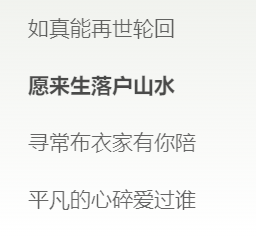 如真能再世轮回
愿来生落户山水
寻常布衣家有你陪
平凡的心碎爱过谁